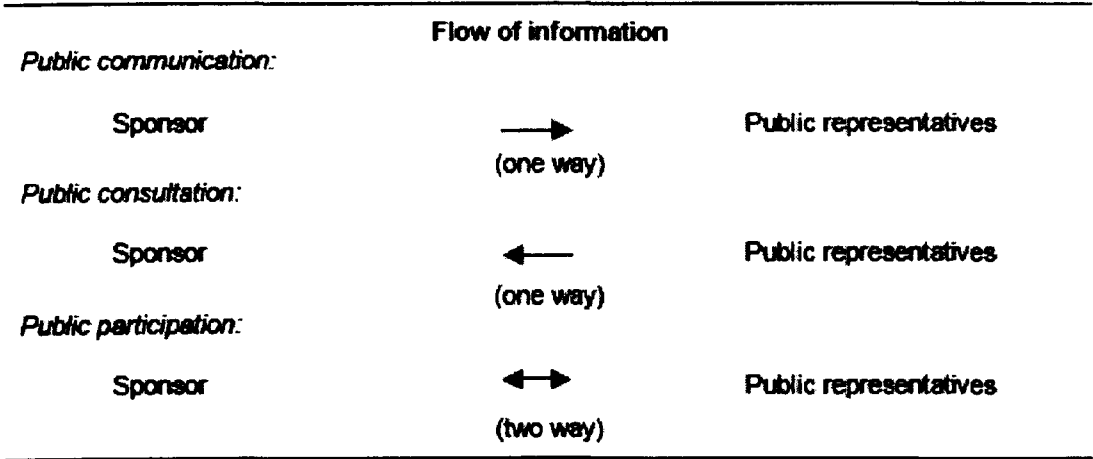 Flow of information
Public communication:
Sponsor Public representatives
(one way)
Public consultation:
Sponsor Public representatives
(one way)
Public participation:
Sponsor Public representatives
(two way)